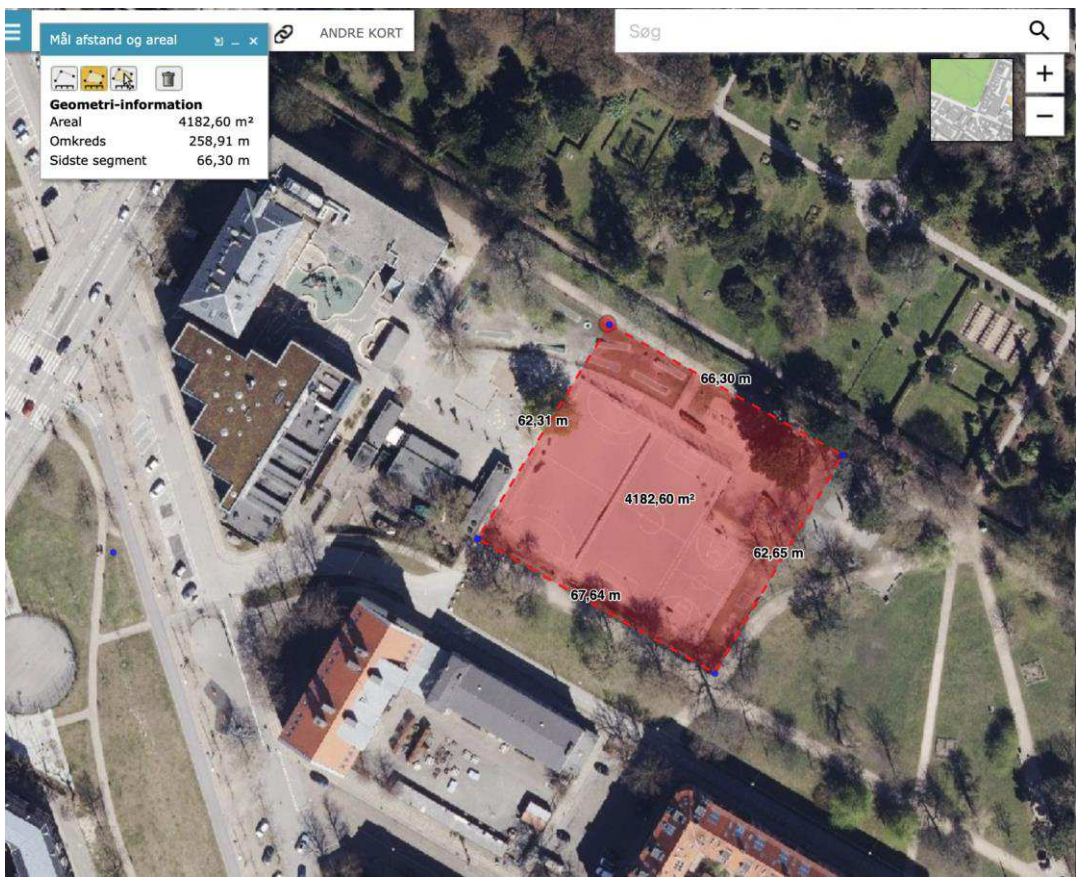 Mål afstand og areal
ANDRE KORT
Søg
Geometri-information
Areal 4182,60 m²
Omkreds 258,91 m
Sidste segment 66,30 m
66,30 m
62,31 m
4182,60 m²
62,65 m
67,64 m